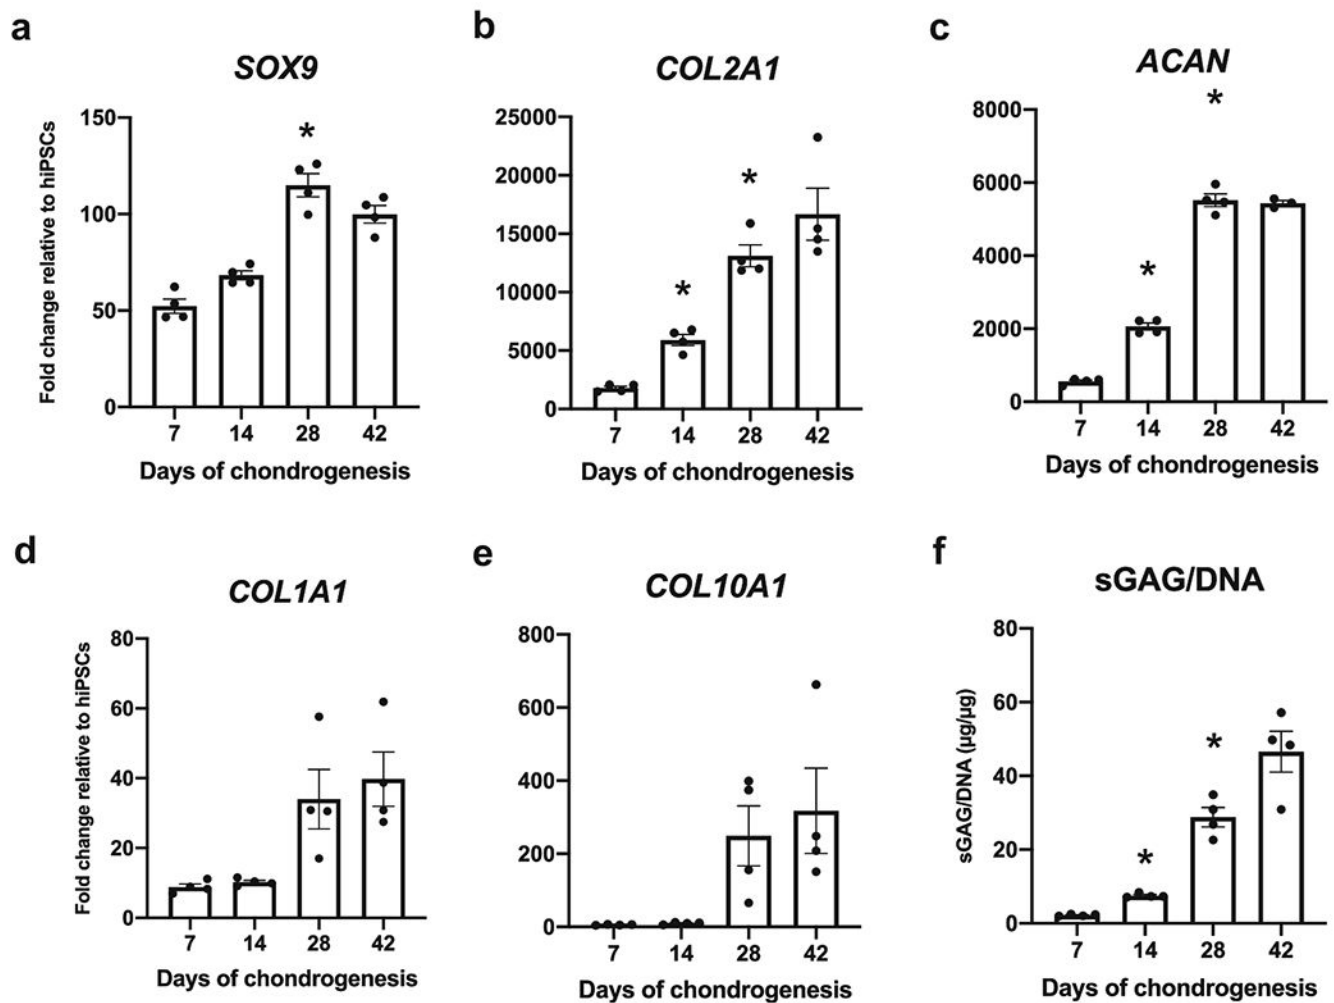 a
SOX9
Fold change relative to hiPSCs
150
100
50
0
*
7 14 28 42
Days of chondrogenesis
b
COL2A1
25000
20000
15000
10000
5000
0
*
*
7 14 28 42
Days of chondrogenesis
c
ACAN
8000
6000
4000
2000
0
*
*
7 14 28 42
Days of chondrogenesis
d
COL1A1
Fold change relative to hiPSCs
80
60
40
20
0
7 14 28 42
Days of chondrogenesis
e
COL10A1
800
600
400
200
0
7 14 28 42
Days of chondrogenesis
f
sGAG/DNA
sGAG/DNA (µg/µg)
80
60
40
20
0
*
*
7 14 28 42
Days of chondrogenesis